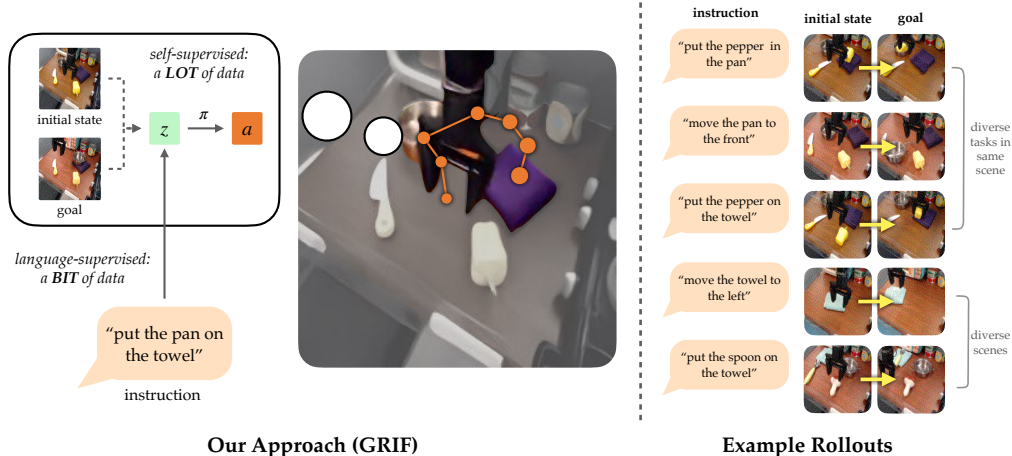 self-supervised:
a LOT of data
initial state
z
π
a
goal
language-supervised:
a BIT of data
“put the pan on
the towel”
instruction
Our Approach (GRIF)
instruction
initial state
goal
“put the pepper in
the pan”
“move the pan to
the front”
“put the pepper on
the towel”
diverse
tasks in
same
scene
“move the towel to
the left”
“put the spoon on
the towel”
diverse
scenes
Example Rollouts